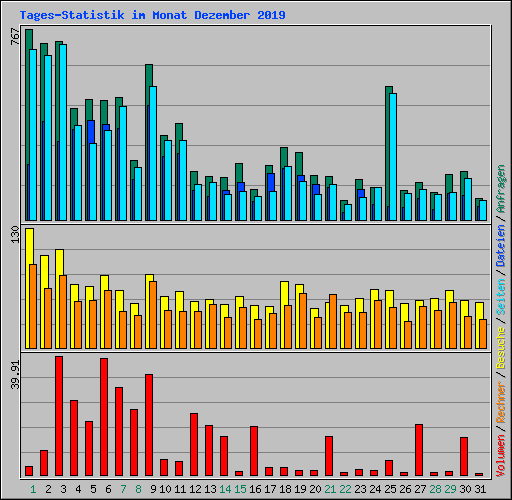 Tages-Statistik im Monat Dezember 2019
767
130
39.91
Volumen / Rechner / Besuche / Seiten / Dateien / Anfragen
1 2 3 4 5 6 7 8 9 10 11 12 13 14 15 16 17 18 19 20 21 22 23 24 25 26 27 28 29 30 31